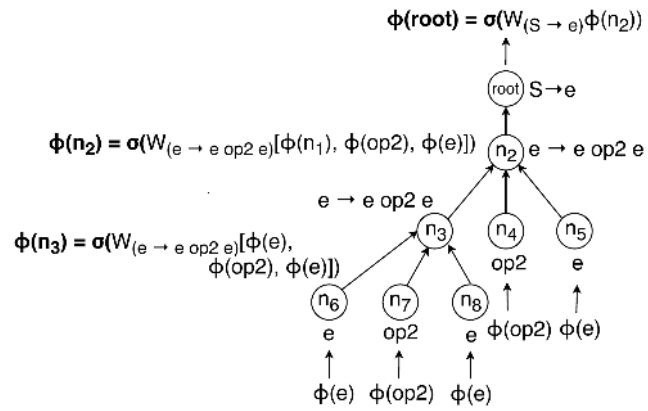 ϕ(root) = σ(W(S → e)ϕ(n2))
root S→e
ϕ(n2) = σ(W(e → e op2 e)[ϕ(n1), ϕ(op2), ϕ(e)]) n2 e → e op2 e
e → e op2 e
ϕ(n3) = σ(W(e → e op2 e)[ϕ(e), n3 n4 n5
ϕ(op2), ϕ(e)]) op2 e
n6 n7 n8 ϕ(op2) ϕ(e)
e op2 e
ϕ(e) ϕ(op2) ϕ(e)